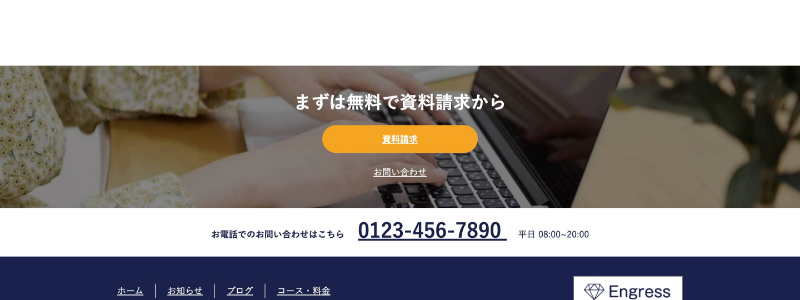 まずは無料で資料請求から
資料請求
お問い合わせ
お電話でのお問い合わせはこちら 0123-456-7890 平日 08:00~20:00
ホーム お知らせ ブログ コース・料金 Engress